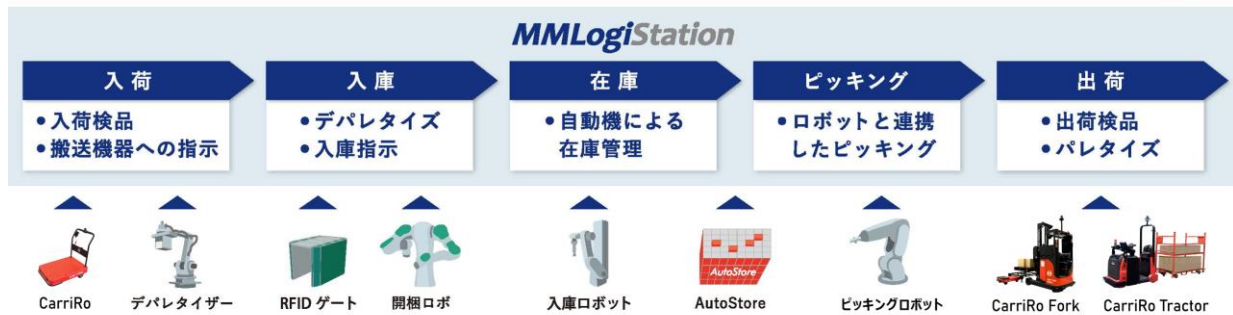 MMLogiStation
入荷
入庫
在庫
ピッキング
出荷
•入荷検品
•搬送機器への指示
•デパレタイズ
•入庫指示
•自動機による
在庫管理
•ロボットと連携
したピッキング
•出荷検品
•パレタイズ
CarriRo
デパレタイザー
RFID ゲート
開梱ロボ
入庫ロボット
AutoStore
AutoStore
ピッキングロボット
CarriRo Fork
CarriRo Tractor